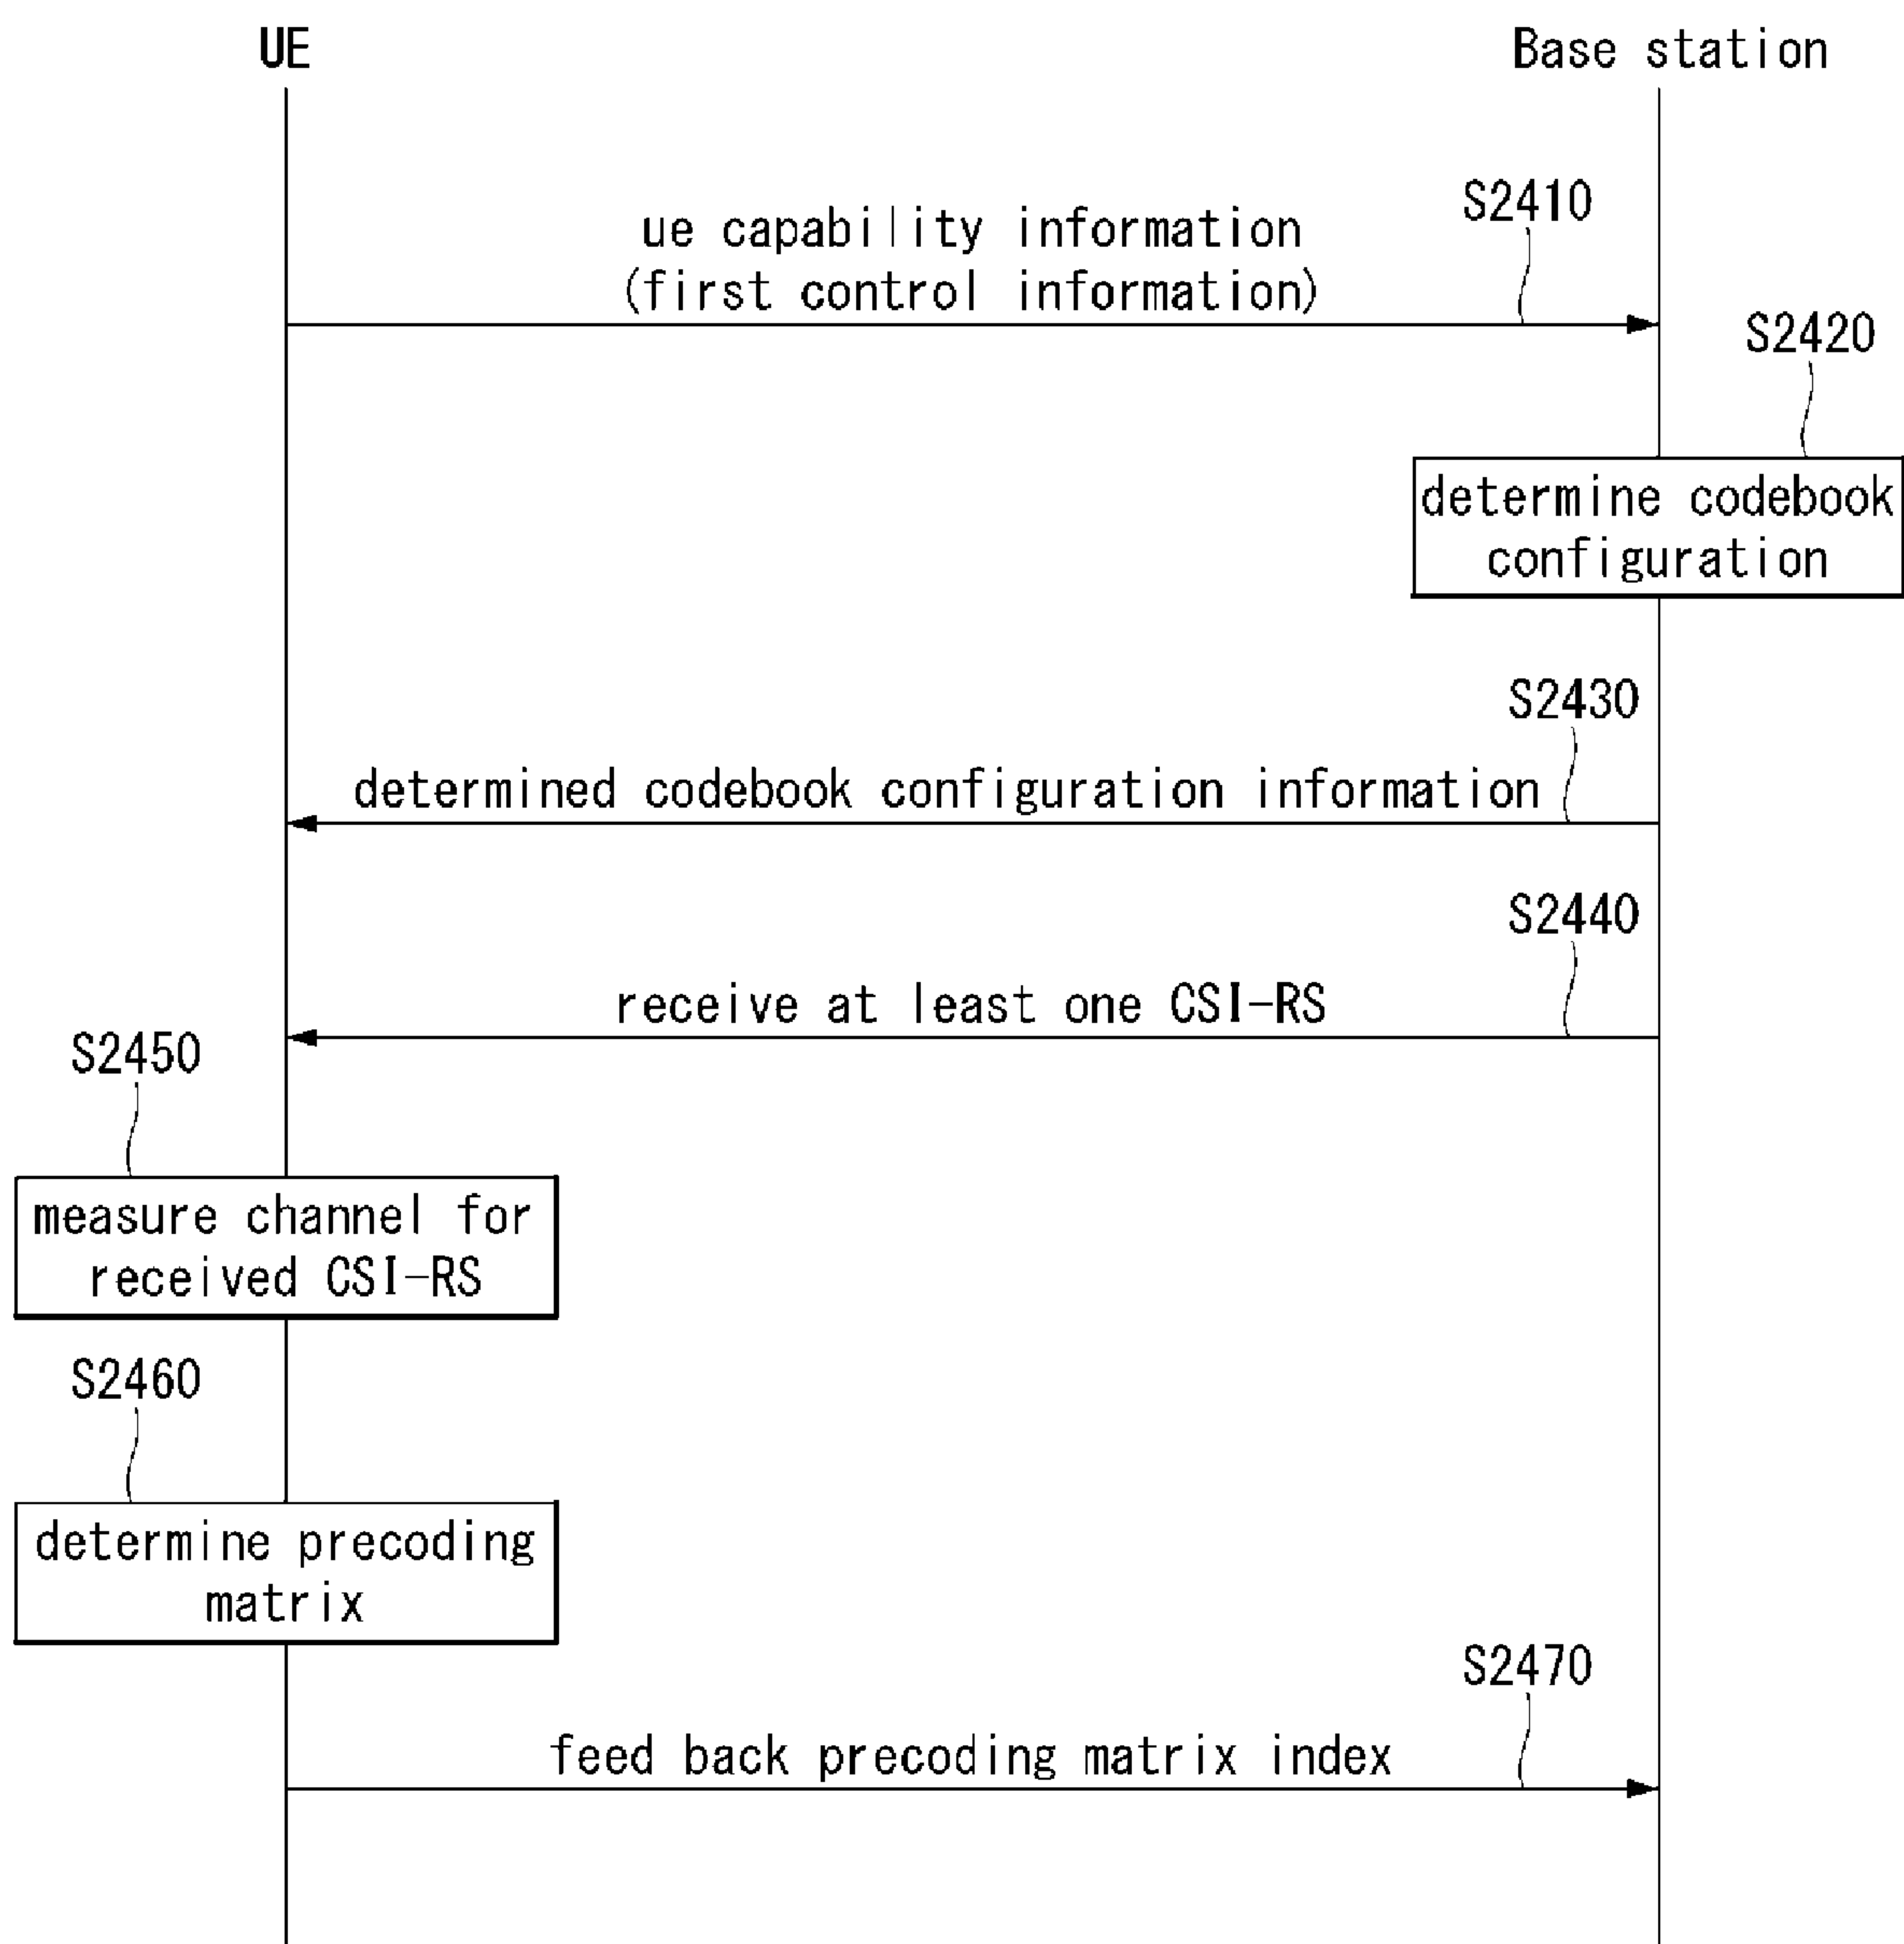 UE
Base station
S2410
ue capability information
(first control information)
S2420
determine codebook
configuration
S2430
determined codebook configuration information
S2440
receive at least one CSI-RS
S2450
measure channel for
received CSI-RS
S2460
determine precoding
matrix
S2470
feed back precoding matrix index